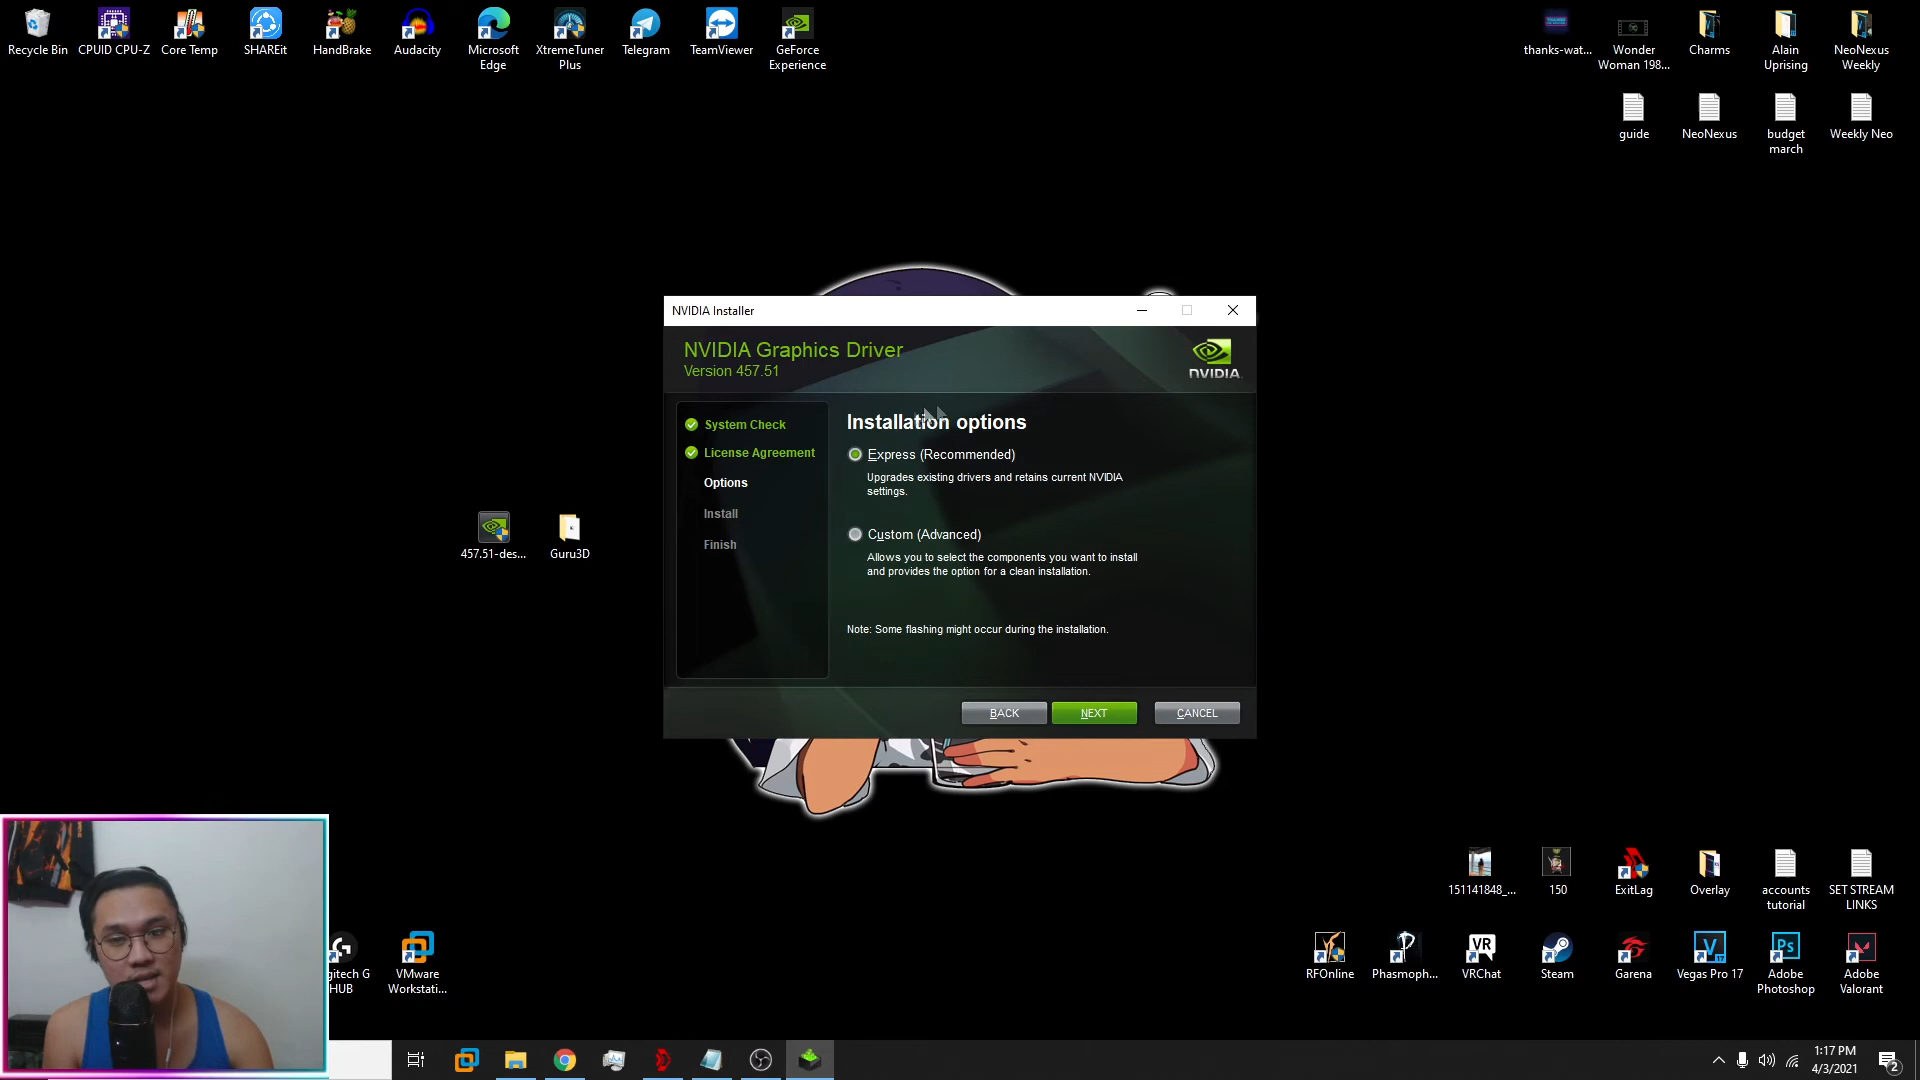 Recycle Bin
CPUID CPU-Z
Core Temp
SHAREit
HandBrake
Audacity
Microsoft
Edge
XtremeTuner
Plus
Telegram
TeamViewer
GeForce
Experience
thanks-wat...
Wonder
Woman 198...
Charms
Alain
Uprising
NeoNexus
Weekly
guide
NeoNexus
budget
march
Weekly Neo
NVIDIA Installer
NVIDIA Graphics Driver
Version 457.51
NVIDIA
System Check
License Agreement
Options
Install
Finish
Installation options
Express (Recommended)
Upgrades existing drivers and retains current NVIDIA
settings.
Custom (Advanced)
Allows you to select the components you want to install
and provides the option for a clean installation.
Note: Some flashing might occur during the installation.
BACK
NEXT
CANCEL
457.51-des...
Guru3D
151141848_...
150
ExitLag
Overlay
accounts
tutorial
SET STREAM
LINKS
gitech G
HUB
VMware
Workstati...
RFOnline
Phasmoph...
VR
VRChat
Steam
Garena
V
17
Vegas Pro 17
Ps
Adobe
Photoshop
Adobe
Valorant
1:17 PM
4/3/2021
2